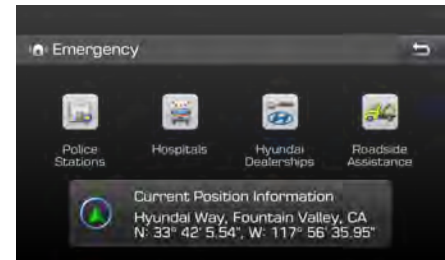 Emergency
Police
Stations
Hospitals
Hyundai
Dealerships
Roadside
Assistance
Current Position Information
Hyundai Way, Fountain Valley, CA
N: 33° 42' 5.54", W: 117° 56' 35.95"